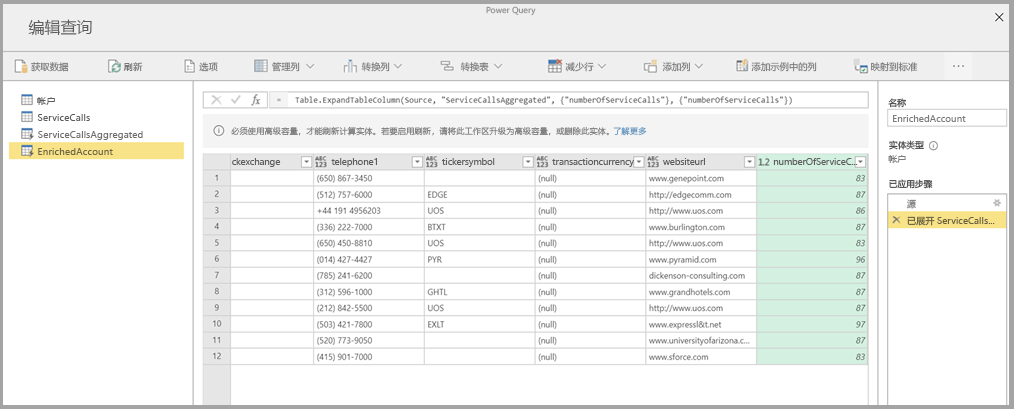 Power Query
编辑查询
获取数据 刷新 选项 管理列 转换列 转换表 减少行 添加列 添加示例中的列 映射到标准 ...
帐户
ServiceCalls
ServiceCallsAggregated
EnrichedAccount
fx = Table.ExpandTableColumn(Source, "ServiceCallsAggregated", {"numberOfServiceCalls"}, {"numberOfServiceCalls"})
必须使用高级容量，才能刷新计算实体。若要启用刷新，请将此工作区升级为高级容量，或删除此实体。了解更多
ckexchange ABC 123 telephone1 ABC 123 tickersymbol ABC 123 transactioncurrency ABC 123 websiteurl 1.2 numberOfServiceC...
1 (650) 867-3450 (null) www.genepoint.com 83
2 (512) 757-6000 EDGE (null) http://edgecomm.com 87
3 +44 191 4956203 UOS (null) http://www.uos.com 86
4 (336) 222-7000 BTXT (null) www.burlington.com 87
5 (650) 450-8810 UOS (null) http://www.uos.com 83
6 (014) 427-4427 PYR (null) www.pyramid.com 96
7 (785) 241-6200 (null) dickenson-consulting.com 87
8 (312) 596-1000 GHTL (null) www.grandhotels.com 87
9 (212) 842-5500 UOS (null) http://www.uos.com 87
10 (503) 421-7800 EXLT (null) www.expressl&t.net 97
11 (520) 773-9050 (null) www.universityofarizona.c... 87
12 (415) 901-7000 (null) www.sforce.com 83
名称
EnrichedAccount
实体类型
帐户
已应用步骤
源
已展开 ServiceCalls...